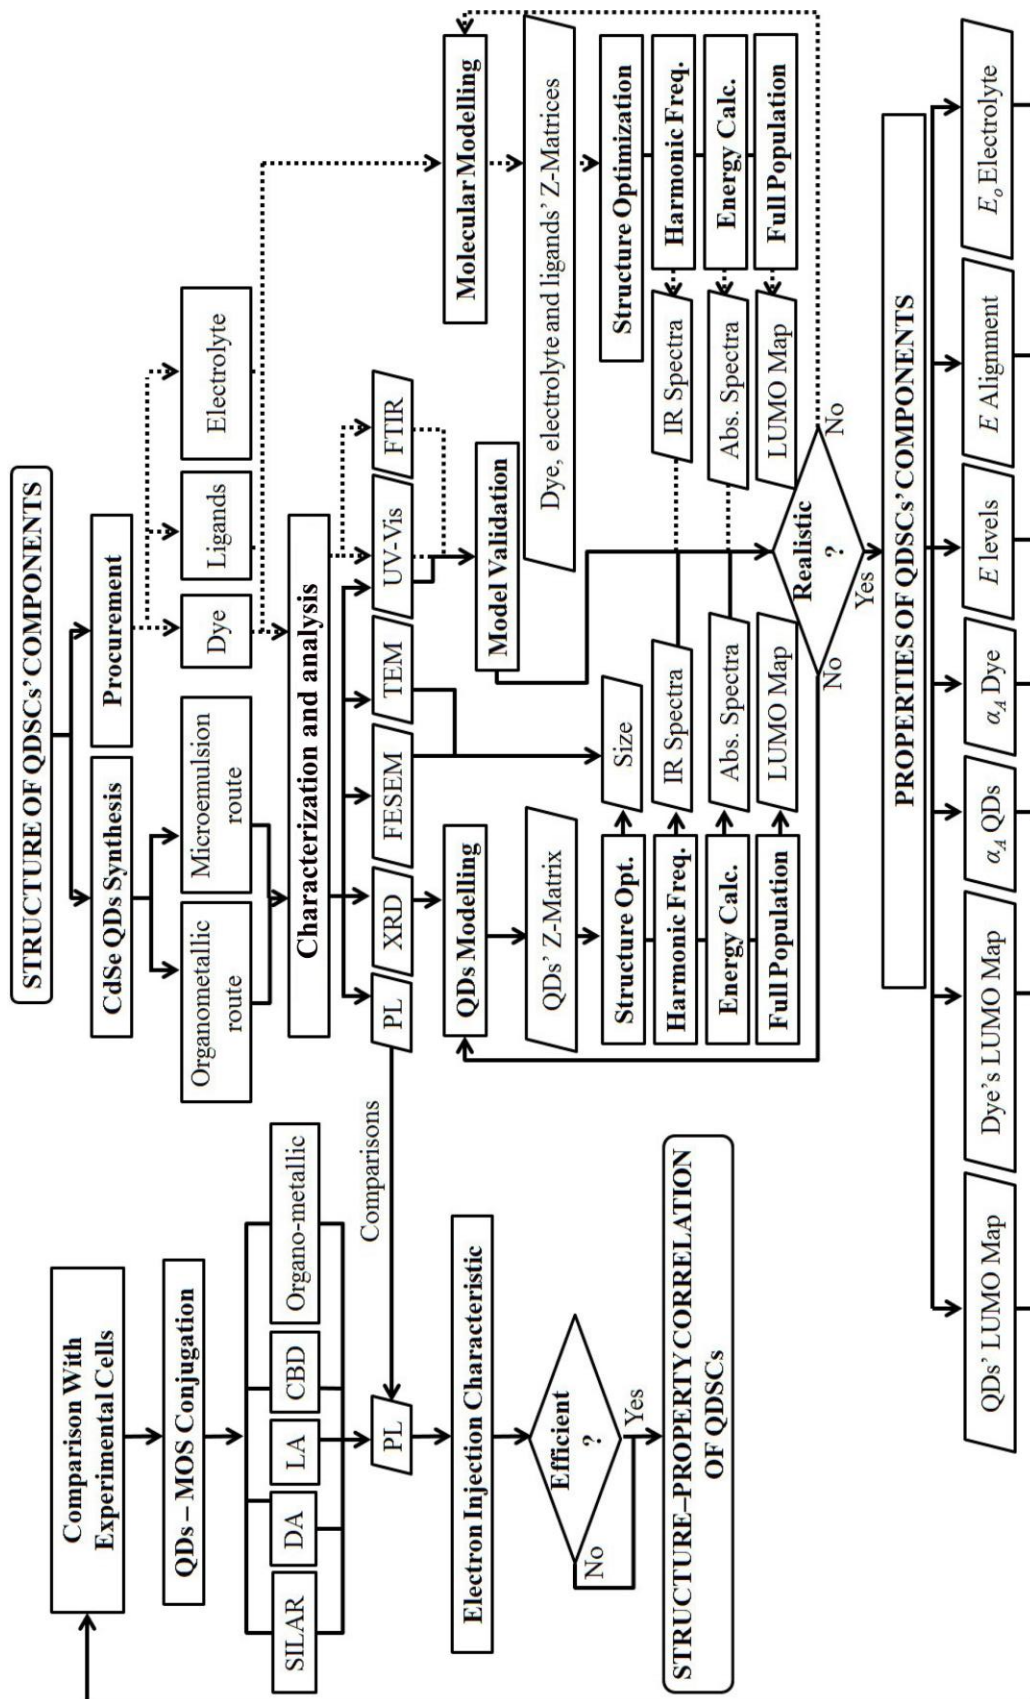 STRUCTURE OF QDSCs' COMPONENTS
CdSe QDs Synthesis
Procurement
Organometallic
route
Microemulsion
route
Dye
Ligands
Electrolyte
Characterization and analysis
PL
XRD
FESEM
TEM
UV-Vis
FTIR
QDs Modelling
Model Validation
Molecular Modelling
QDs' Z-Matrix
Dye, electrolyte and ligands' Z-Matrices
Structure Opt.
Size
Structure Optimization
Harmonic Freq.
IR Spectra
IR Spectra
Harmonic Freq.
Energy Calc.
Abs. Spectra
Abs. Spectra
Energy Calc.
Full Population
LUMO Map
LUMO Map
Full Population
Realistic
?
No
No
Yes
PROPERTIES OF QDSCs' COMPONENTS
QDs' LUMO Map
Dye's LUMO Map
α_A QDs
α_A Dye
E levels
E Alignment
E_o Electrolyte
Comparison With
Experimental Cells
QDs – MOS Conjugation
SILAR
DA
LA
CBD
Organo-metallic
PL
Comparisons
Electron Injection Characteristic
Efficient
?
No
Yes
STRUCTURE–PROPERTY CORRELATION
OF QDSCs